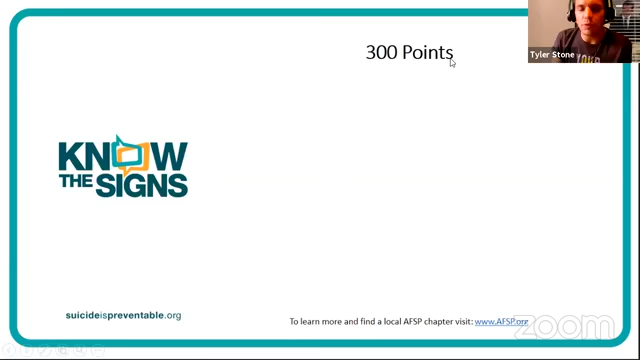 300 Points
Tyler Stone
KNOW
THE SIGNS
suicideispreventable.org
To learn more and find a local AFSP chapter visit: www.AFSP.org
zoom